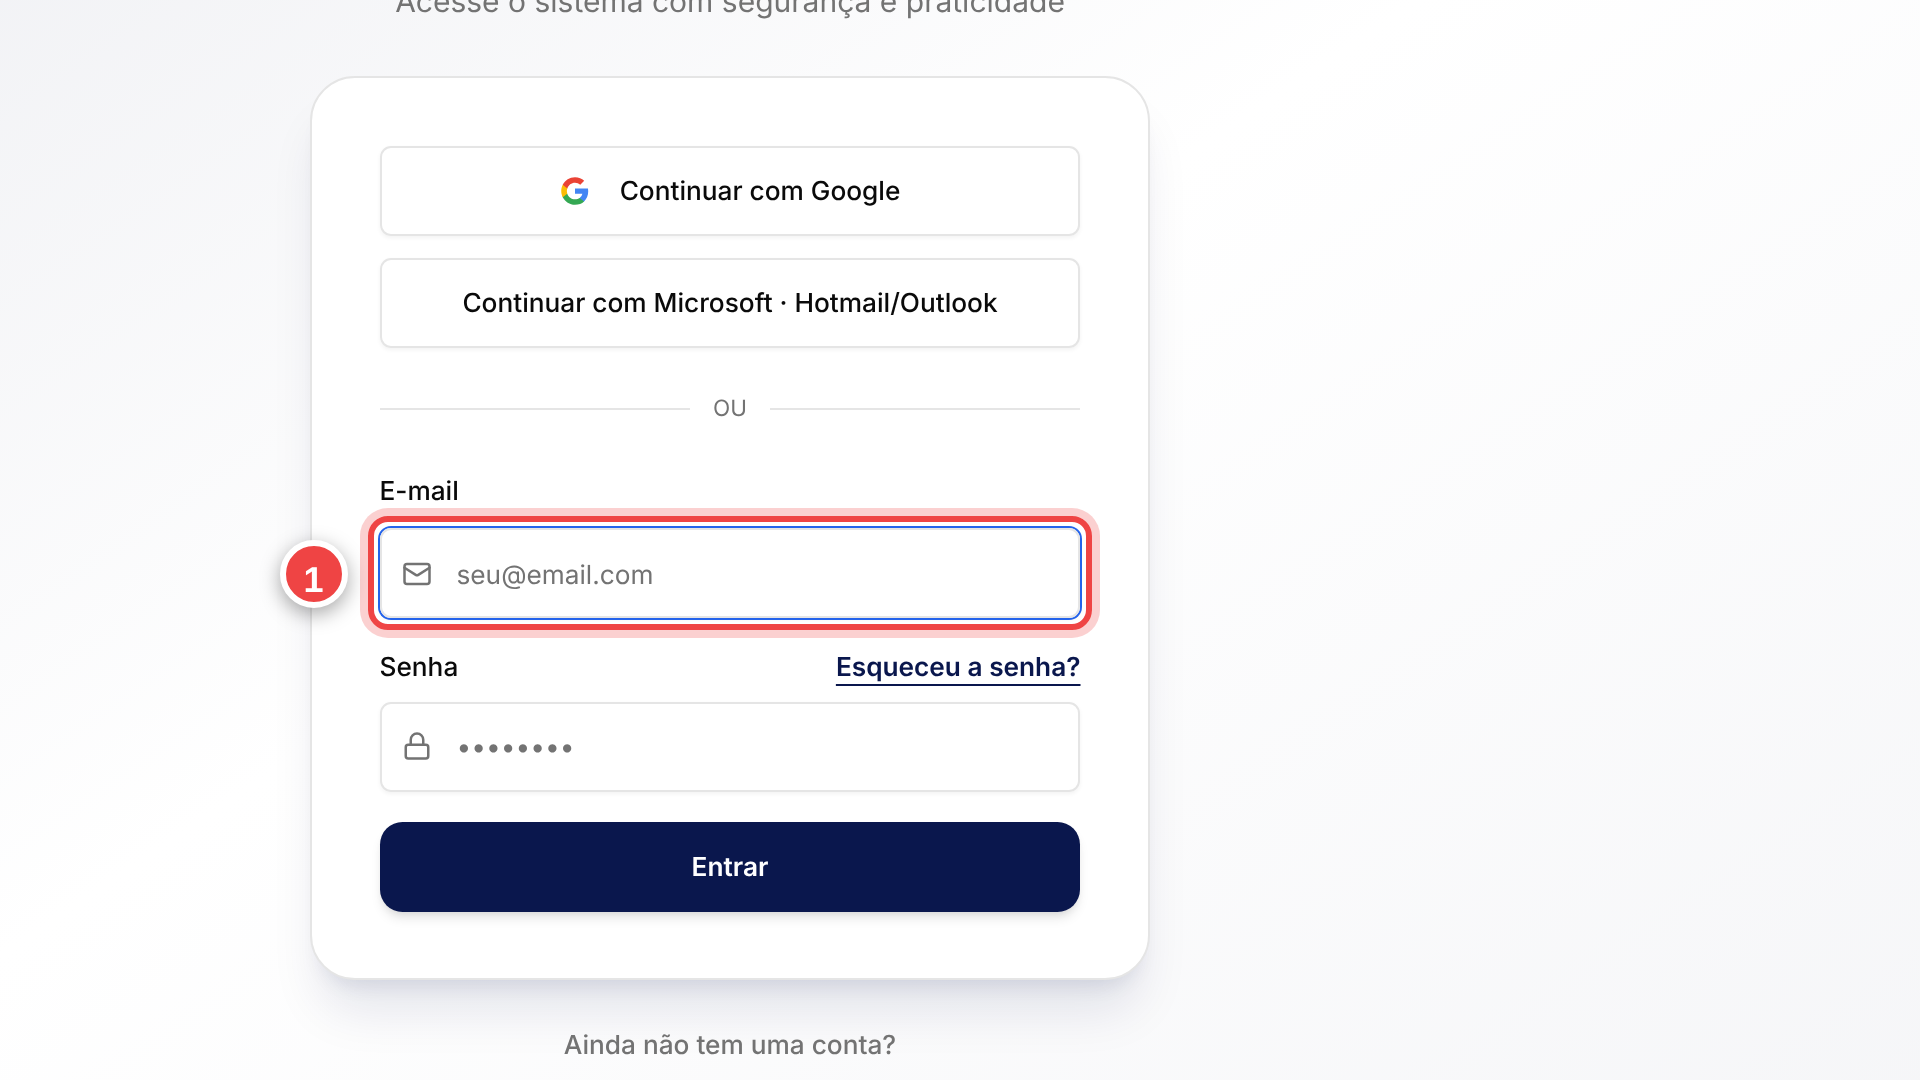 Acesse o sistema com segurança e praticidade
Continuar com Google
Continuar com Microsoft · Hotmail/Outlook
OU
E-mail
1
seu@email.com
Senha
Esqueceu a senha?
••••••••
Entrar
Ainda não tem uma conta?